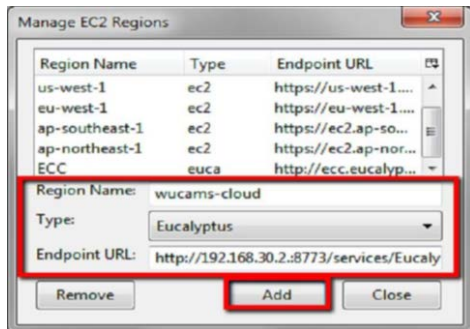 Manage EC2 Regions
Region Name Type Endpoint URL
us-west-1 ec2 https://us-west-1....
eu-west-1 ec2 https://eu-west-1....
ap-southeast-1 ec2 https://ec2.ap-so...
ap-northeast-1 ec2 https://ec2.ap-nor...
ECC euca http://ecc.eucalyp...
Region Name: wucams-cloud
Type: Eucalyptus
Endpoint URL: http://192.168.30.2.:8773/services/Eucaly
Remove Add Close